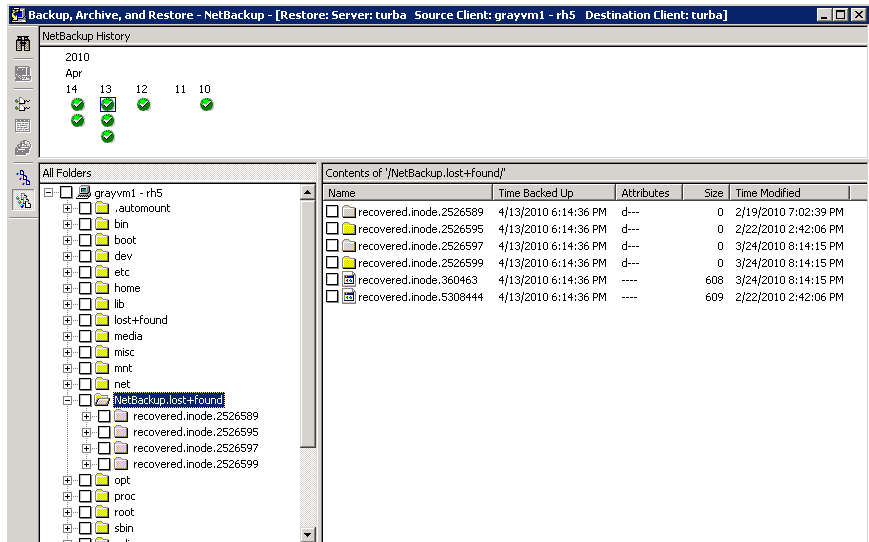 Backup, Archive, and Restore - NetBackup - [Restore: Server: turba Source Client: grayvm1 - rh5 Destination Client: turba]
NetBackup History
2010
Apr
14 13 12 11 10
All Folders
grayvm1 - rh5
.automount
bin
boot
dev
etc
home
lib
lost+found
media
misc
mnt
net
NetBackup.lost+found
recovered.inode.2526589
recovered.inode.2526595
recovered.inode.2526597
recovered.inode.2526599
opt
proc
root
sbin
Contents of '/NetBackup.lost+found/'
Name Time Backed Up Attributes Size Time Modified
recovered.inode.2526589 4/13/2010 6:14:36 PM d--- 0 2/19/2010 7:02:39 PM
recovered.inode.2526595 4/13/2010 6:14:36 PM d--- 0 2/22/2010 2:42:06 PM
recovered.inode.2526597 4/13/2010 6:14:36 PM d--- 0 3/24/2010 8:14:15 PM
recovered.inode.2526599 4/13/2010 6:14:36 PM d--- 0 3/24/2010 8:14:15 PM
recovered.inode.360463 4/13/2010 6:14:36 PM ---- 608 3/24/2010 8:14:15 PM
recovered.inode.5308444 4/13/2010 6:14:36 PM ---- 609 2/22/2010 2:42:06 PM